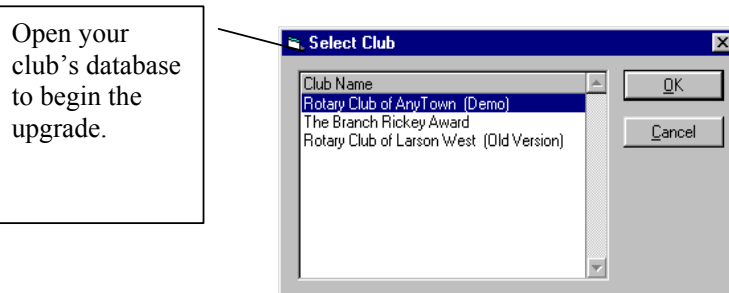 Open your
club’s database
to begin the
upgrade.
Select Club
Club Name
Rotary Club of AnyTown (Demo)
The Branch Rickey Award
Rotary Club of Larson West (Old Version)
OK
Cancel